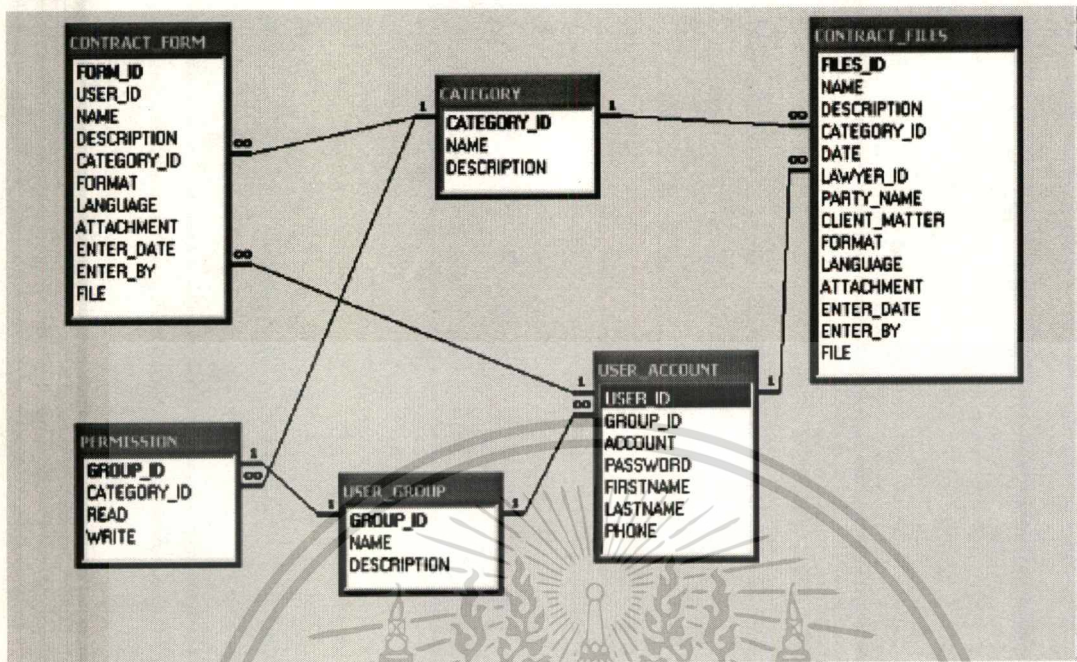 CONTRACT_FORM
FORM_ID
USER_ID
NAME
DESCRIPTION
CATEGORY_ID
FORMAT
LANGUAGE
ATTACHMENT
ENTER_DATE
ENTER_BY
FILE
∞
∞
CATEGORY
CATEGORY_ID
NAME
DESCRIPTION
1
1
CONTRACT_FILES
FILES_ID
NAME
DESCRIPTION
CATEGORY_ID
DATE
LAWYER_ID
PARTY_NAME
CLIENT_MATTER
FORMAT
LANGUAGE
ATTACHMENT
ENTER_DATE
ENTER_BY
FILE
∞
∞
PERMISSION
GROUP_ID
CATEGORY_ID
READ
WRITE
1
∞
USER_GROUP
GROUP_ID
NAME
DESCRIPTION
1
1
USER_ACCOUNT
USER_ID
GROUP_ID
ACCOUNT
PASSWORD
FIRSTNAME
LASTNAME
PHONE
1
∞
1